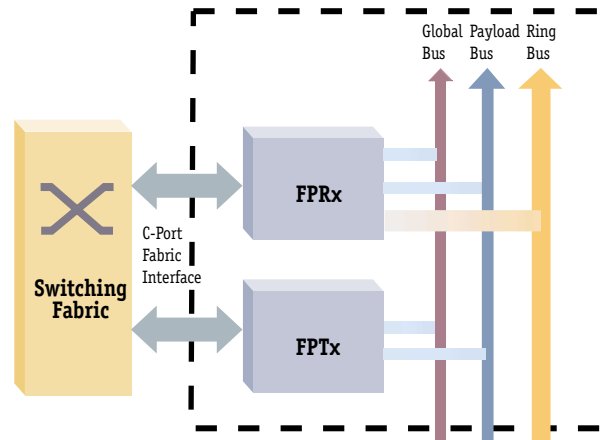 Global Payload Ring
Bus Bus Bus
FPRx
C-Port
Fabric
Interface
Switching
Fabric
FPTx